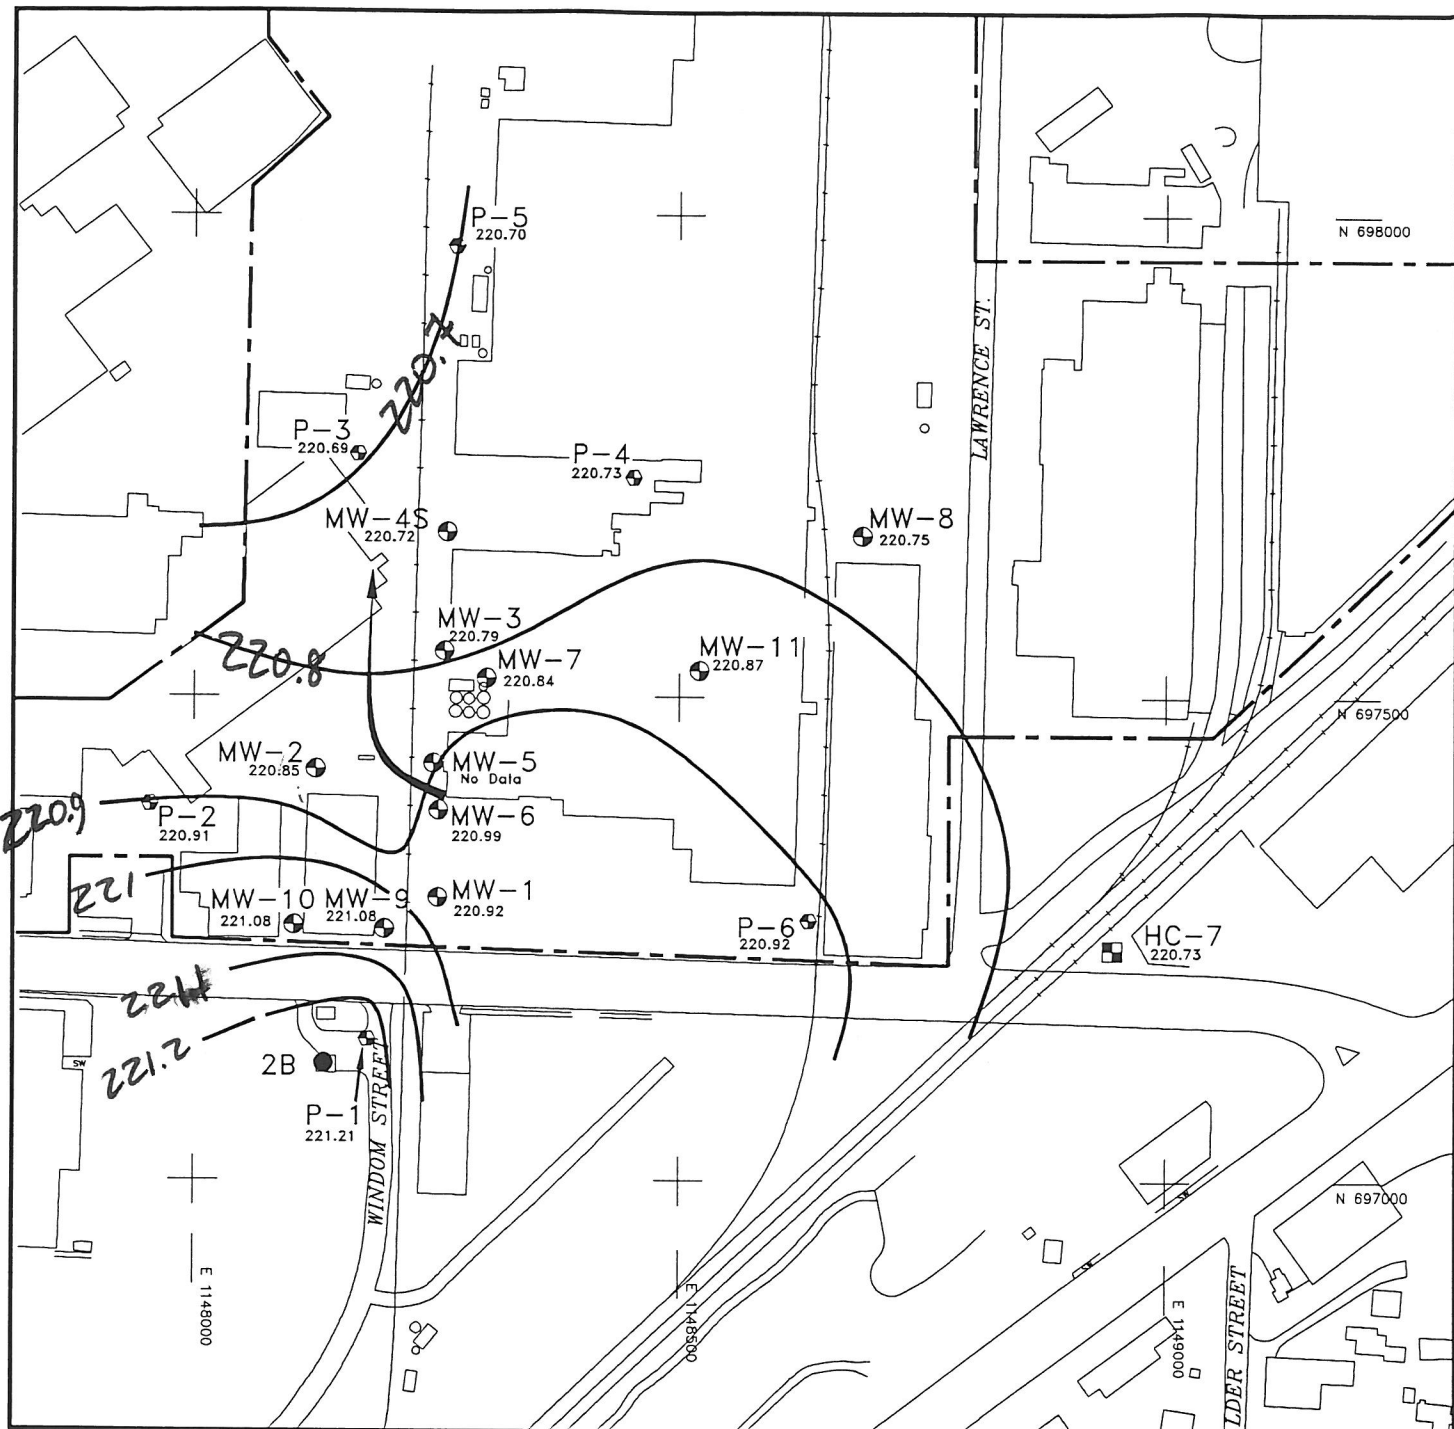 P-5
220.70
N 698000
LAWRENCE ST.
220.7
P-3
220.69
P-4
220.73
MW-4S
220.72
MW-8
220.75
MW-3
220.79
220.8
MW-7
220.84
MW-11
220.87
N 697500
MW-2
220.85
MW-5
No Data
220.9
P-2
220.91
MW-6
220.99
221
MW-10
221.08
MW-9
221.08
MW-1
220.92
P-6
220.92
HC-7
220.73
221.2
2B
SW
P-1
221.21
WINDOM STREET
N 697000
SW
SW
E 1148000
E 1148500
E 1149000
LDER STREET